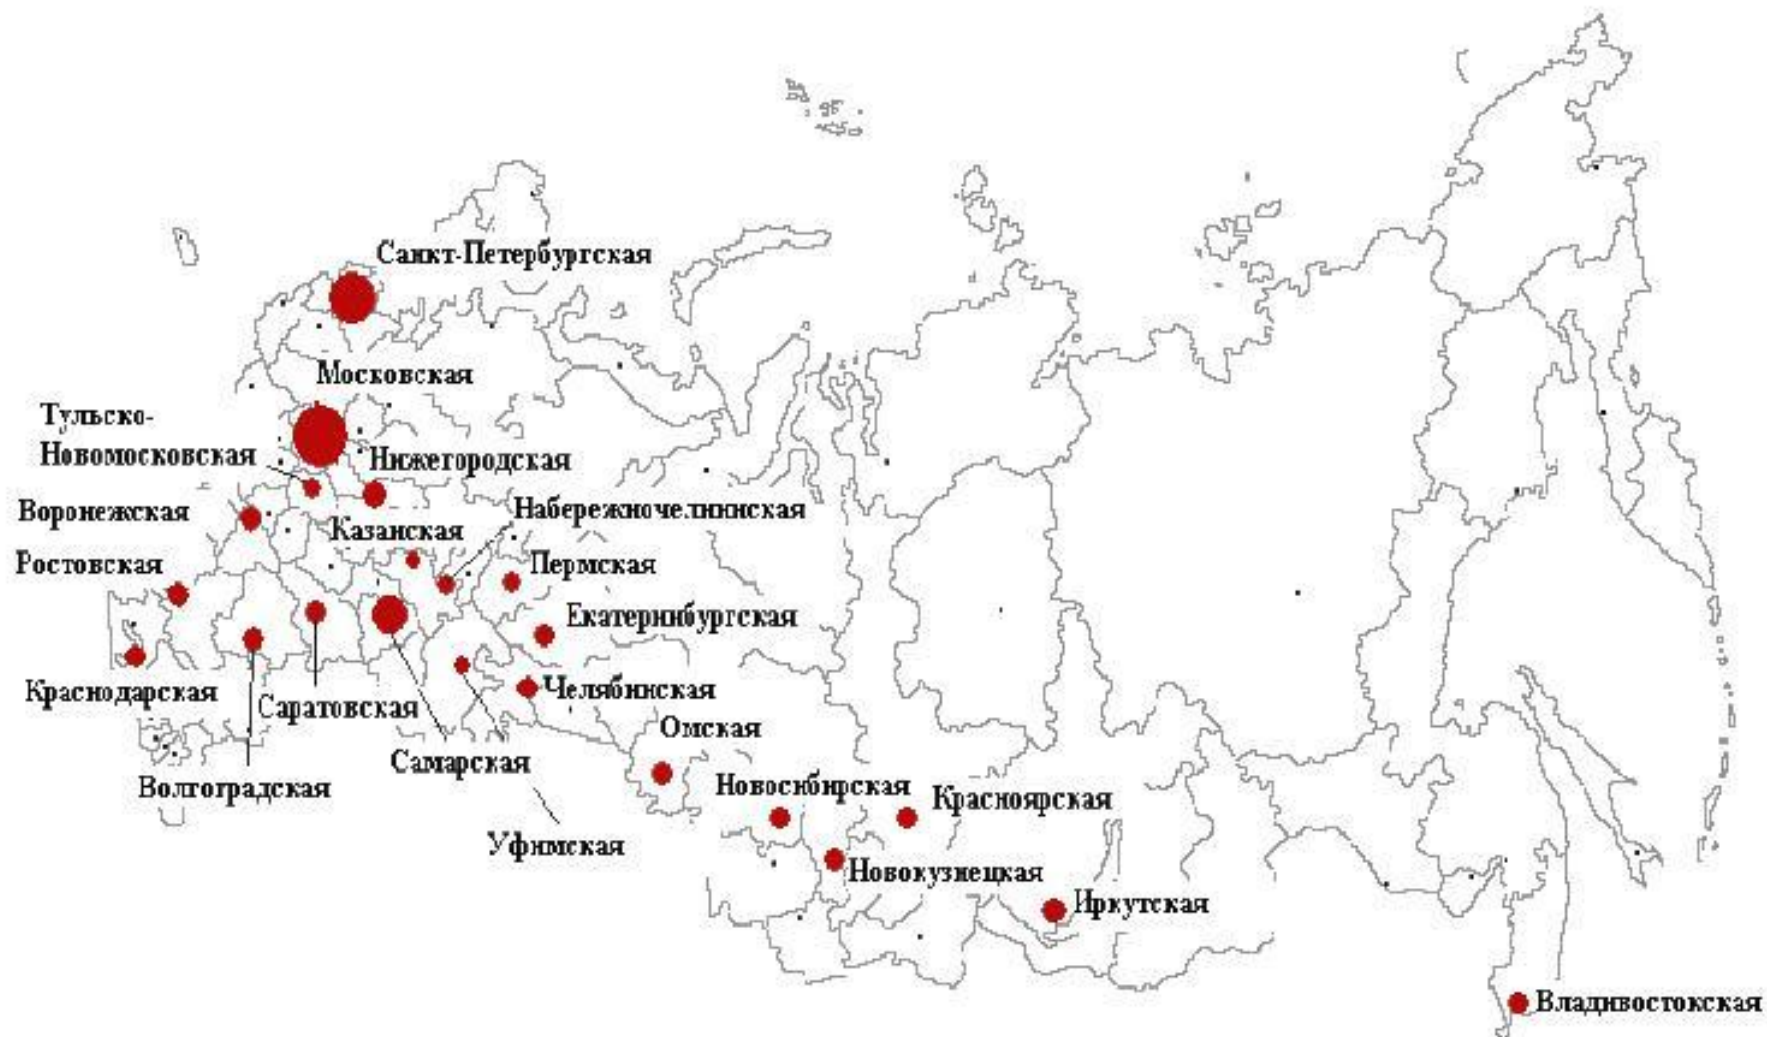 Санкт-Петербургская
Московская
Тульско-
Новомосковская
Нижегородская
Воронежская
Набережночелнинская
Казанская
Ростовская
Пермская
Екатеринбургская
Краснодарская
Саратовская
Челябинская
Омская
Самарская
Волгоградская
Новосибирская
Красноярская
Уфимская
Новокузнецкая
Иркутская
Владивостокская